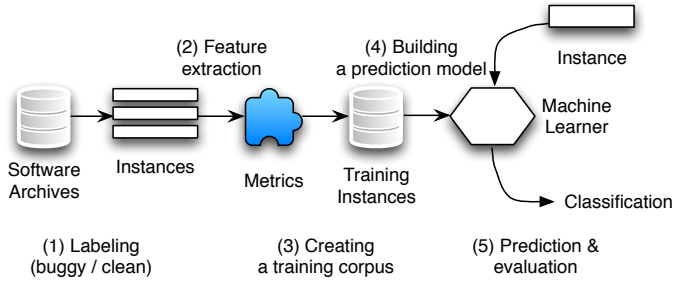 (2) Feature
extraction
(4) Building
a prediction model
Instance
Machine
Learner
Software
Archives
Instances
Metrics
Training
Instances
Classification
(1) Labeling
(buggy / clean)
(3) Creating
a training corpus
(5) Prediction &
evaluation